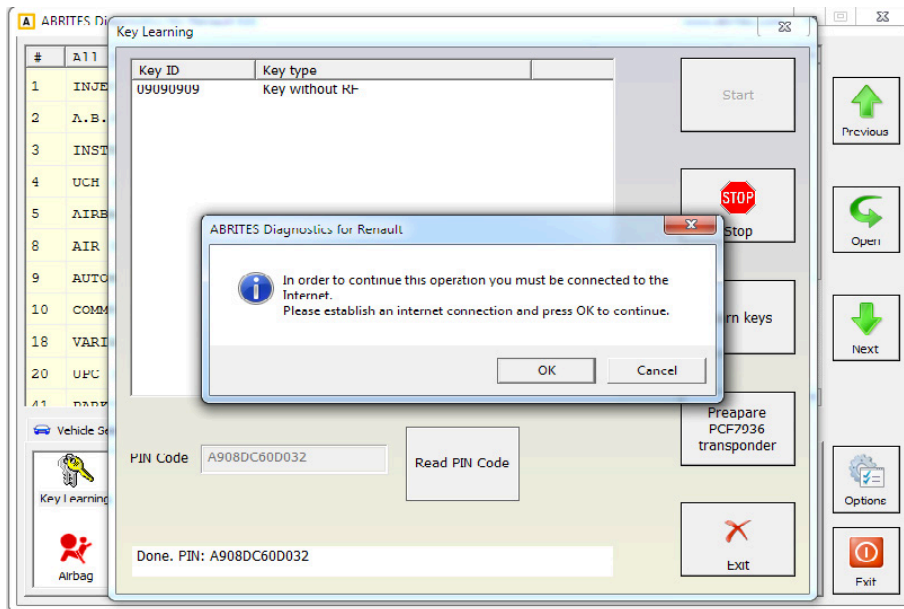 ABRITES Di
Key Learning
# All
Key ID Key type
09090909 Key without RF
1 INJE
2 A.B.
3 INST
4 UCH
5 AIRB
8 AIR
9 AUTO
10 COMM
18 VARI
20 UPC
41 PARK
Start
STOP
Stop
rn keys
Preapare
PCF7936
transponder
Exit
ABRITES Diagnostics for Renault
In order to continue this operation you must be connected to the
Internet.
Please establish an internet connection and press OK to continue.
OK Cancel
Vehicle Se
Key Learning
Airbag
PIN Code A908DC60D032 Read PIN Code
Done. PIN: A908DC60D032
Previous
Open
Next
Options
Exit